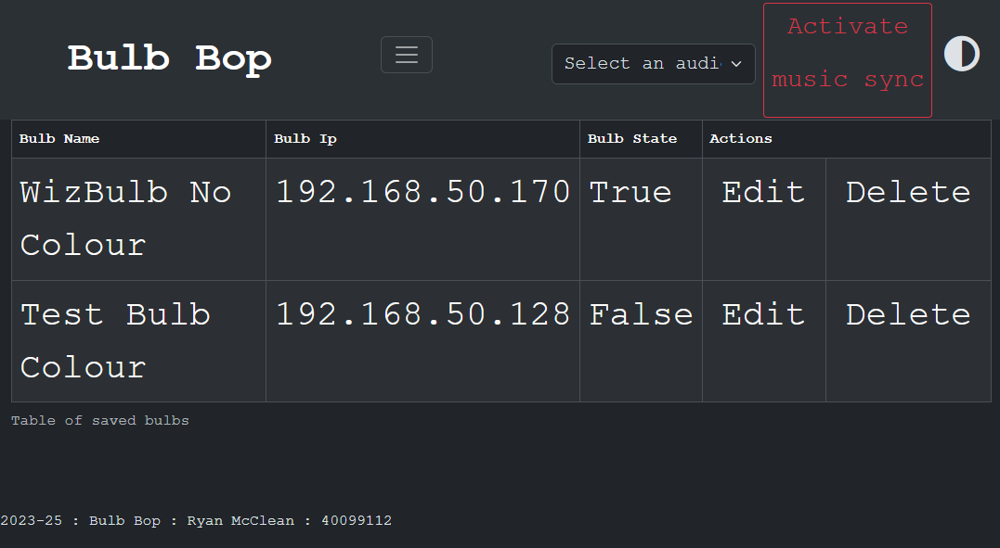 Bulb Bop
Select an audi
Activate
music sync
Bulb Name Bulb Ip Bulb State Actions
WizBulb No 192.168.50.170 True Edit Delete
Colour
Test Bulb 192.168.50.128 False Edit Delete
Colour
Table of saved bulbs
2023-25 : Bulb Bop : Ryan McClean : 40099112